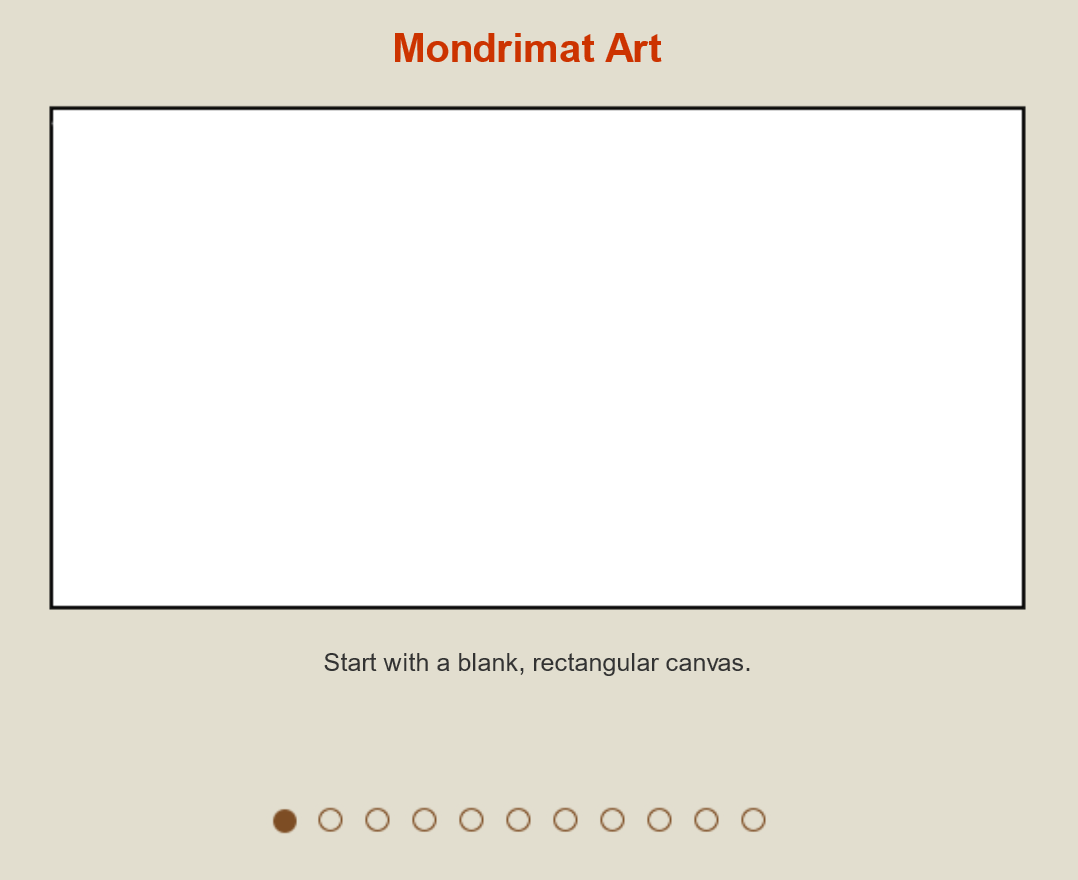 Mondrimat Art
Start with a blank, rectangular canvas.